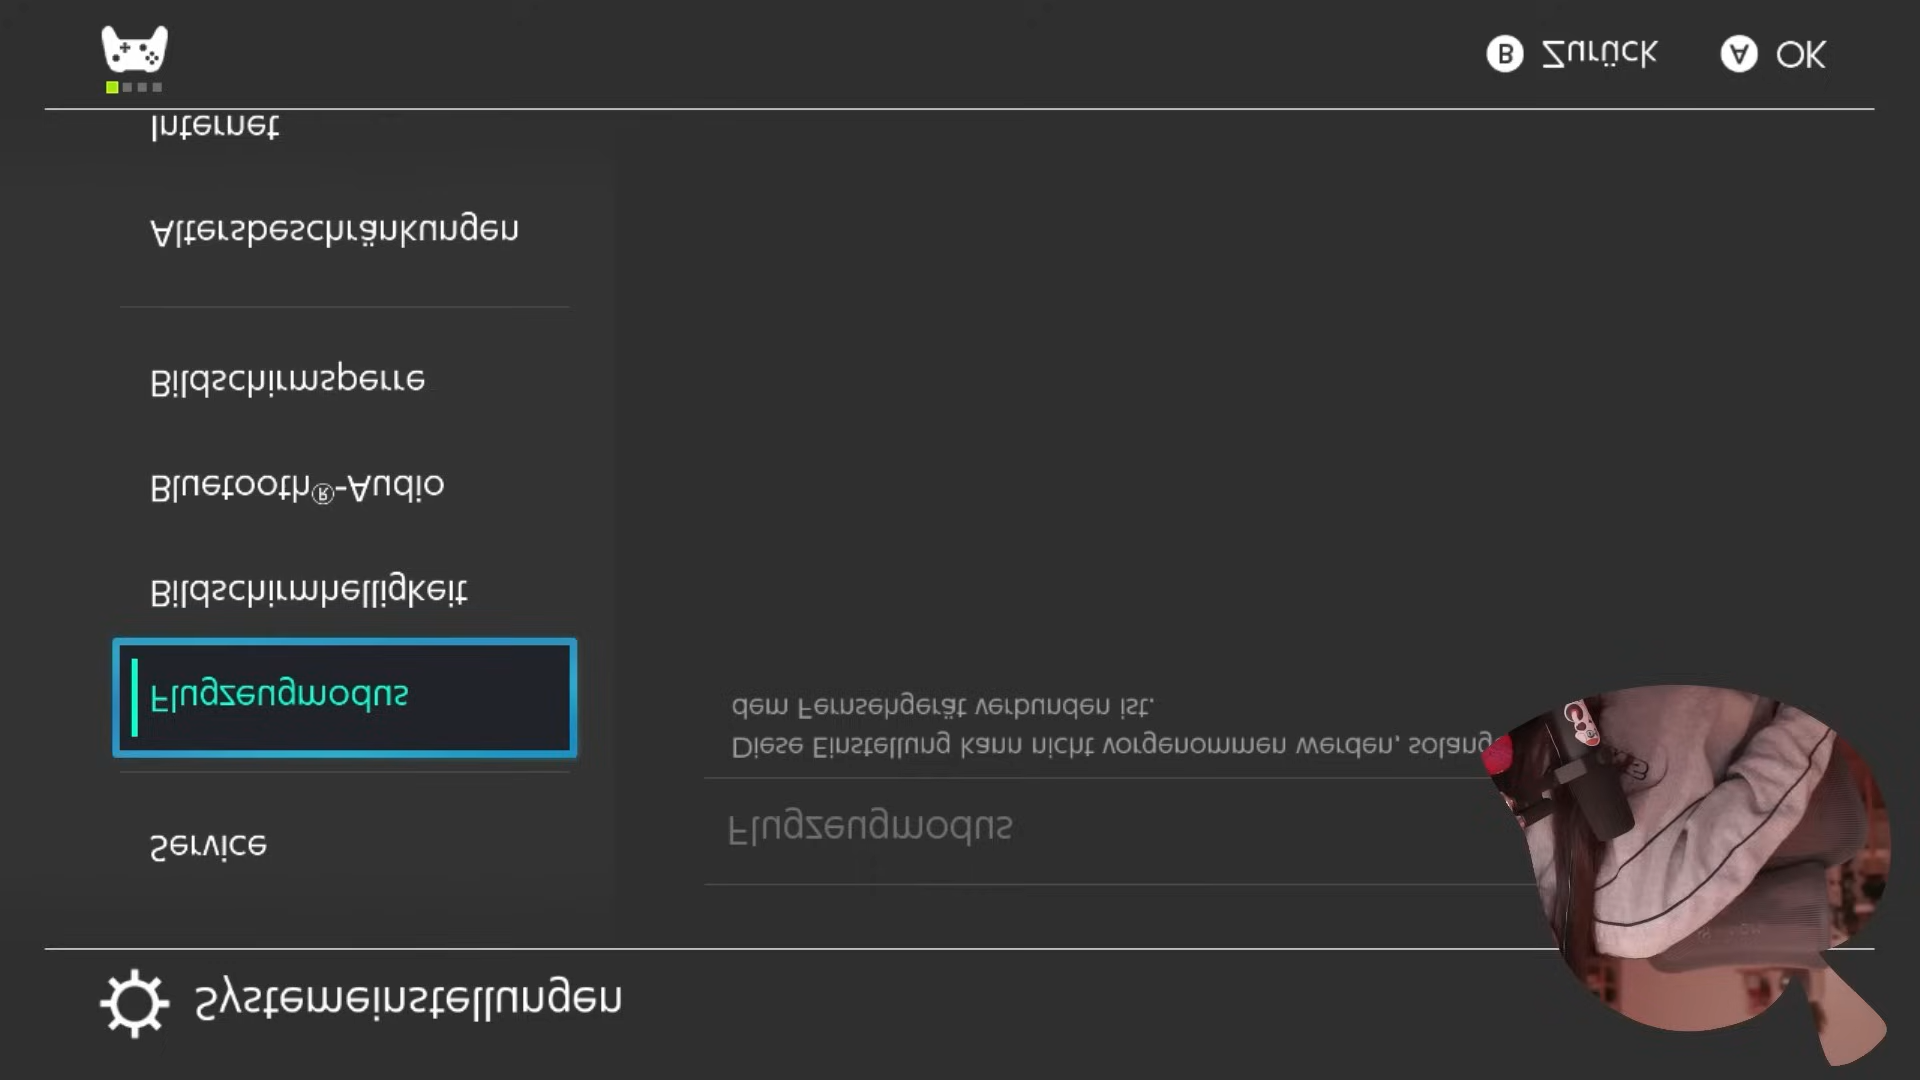 Systemeinstellungen
Service
Flugzeugmodus
Bildschirmhelligkeit
Bluetooth®-Audio
Bildschirmsperre
Altersbeschränkungen
Internet
Flugzeugmodus
Diese Einstellung kann nicht vorgenommen werden, solang
dem Fernsehgerät verbunden ist.
B Zurück
A OK